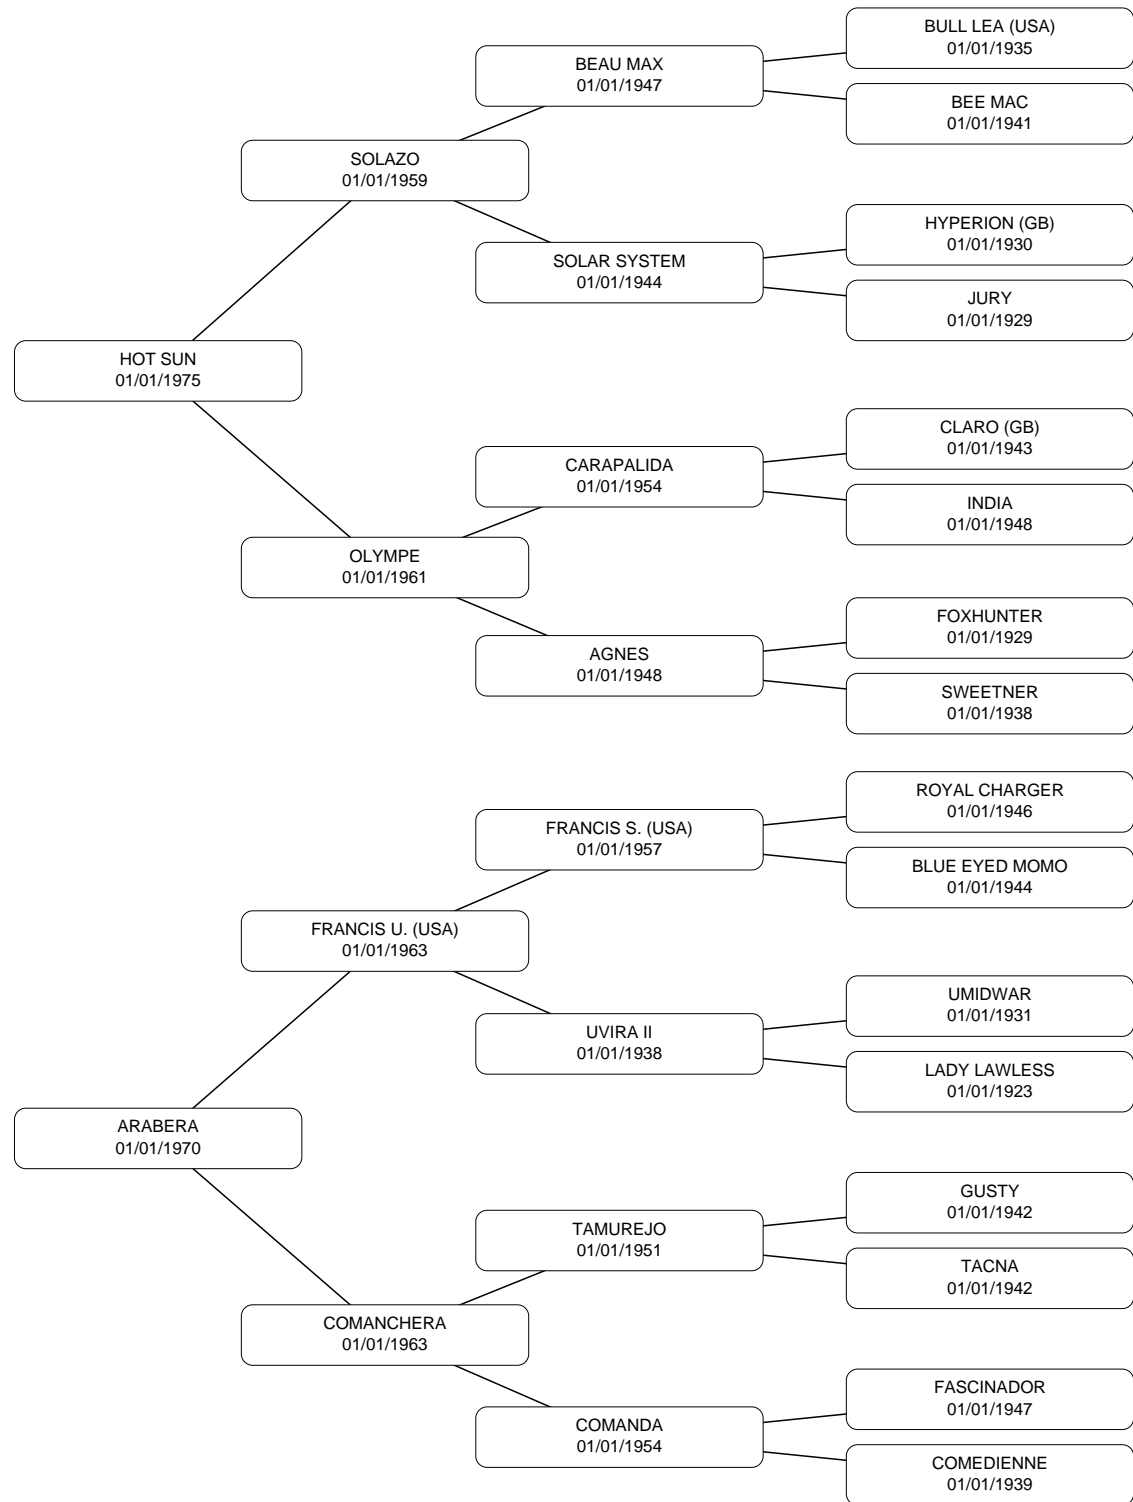 BULL LEA (USA)
01/01/1935
BEAU MAX
01/01/1947
BEE MAC
01/01/1941
SOLAZO
01/01/1959
HYPERION (GB)
01/01/1930
SOLAR SYSTEM
01/01/1944
JURY
01/01/1929
HOT SUN
01/01/1975
CLARO (GB)
01/01/1943
CARAPALIDA
01/01/1954
INDIA
01/01/1948
OLYMPE
01/01/1961
FOXHUNTER
01/01/1929
AGNES
01/01/1948
SWEETNER
01/01/1938
ROYAL CHARGER
01/01/1946
FRANCIS S. (USA)
01/01/1957
BLUE EYED MOMO
01/01/1944
FRANCIS U. (USA)
01/01/1963
UMIDWAR
01/01/1931
UVIRA II
01/01/1938
LADY LAWLESS
01/01/1923
ARABERA
01/01/1970
GUSTY
01/01/1942
TAMUREJO
01/01/1951
TACNA
01/01/1942
COMANCHERA
01/01/1963
FASCINADOR
01/01/1947
COMANDA
01/01/1954
COMEDIENNE
01/01/1939